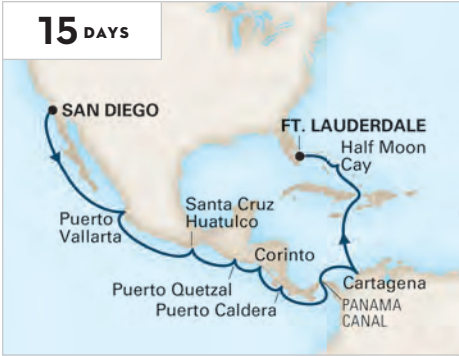 15 DAYS
SAN DIEGO
FT. LAUDERDALE
Half Moon
Cay
Santa Cruz
Huatulco
Puerto
Vallarta
Corinto
Puerto Quetzal
Puerto Caldera
Cartagena
PANAMA
CANAL